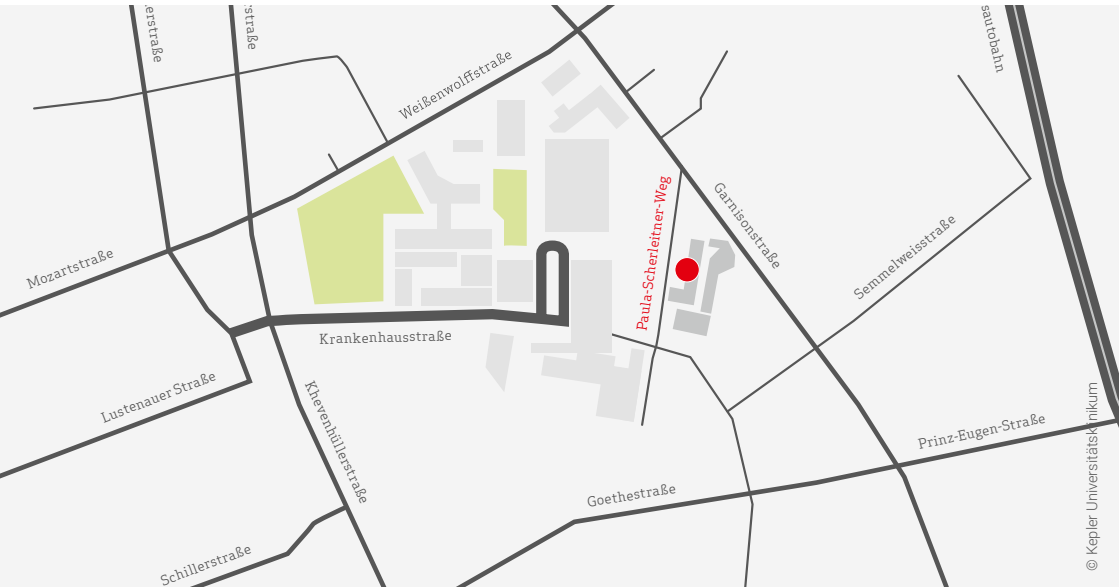 erstraße
rstraße
sautobahn
Weißenwolffstraße
Mozartstraße
Paula-Scherleitner-Weg
Garnisonstraße
Semmelweisstraße
Krankenhausstraße
Lustenauer Straße
Khevenhüllerstraße
Prinz-Eugen-Straße
Goethestraße
Schillerstraße
© Kepler Universitätsklinikum